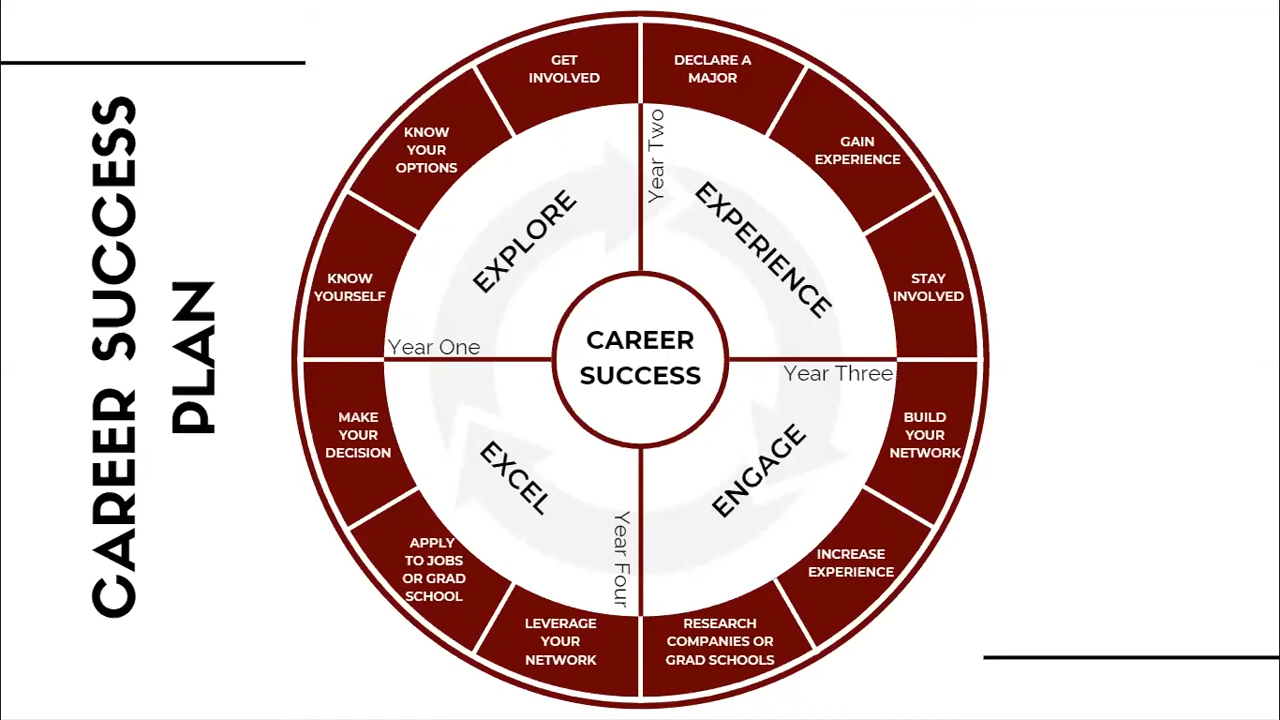 CAREER SUCCESS
PLAN
GET
INVOLVED
DECLARE A
MAJOR
KNOW
YOUR
OPTIONS
GAIN
EXPERIENCE
KNOW
YOURSELF
STAY
INVOLVED
Year Two
EXPLORE
EXPERIENCE
CAREER
SUCCESS
Year One
Year Three
MAKE
YOUR
DECISION
BUILD
YOUR
NETWORK
EXCEL
ENGAGE
Year Four
APPLY
TO JOBS
OR GRAD
SCHOOL
INCREASE
EXPERIENCE
LEVERAGE
YOUR
NETWORK
RESEARCH
COMPANIES OR
GRAD SCHOOLS